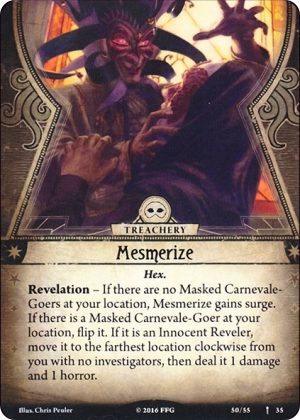 TREACHERY
Mesmerize
Hex.
Revelation – If there are no Masked Carnevale-
Goers at your location, Mesmerize gains surge.
If there is a Masked Carnevale-Goer at your
location, flip it. If it is an Innocent Reveler,
move it to the farthest location clockwise from
you with no investigators, then deal it 1 damage
and 1 horror.
Illus. Chris Peuler
© 2016 FFG
50/55
35